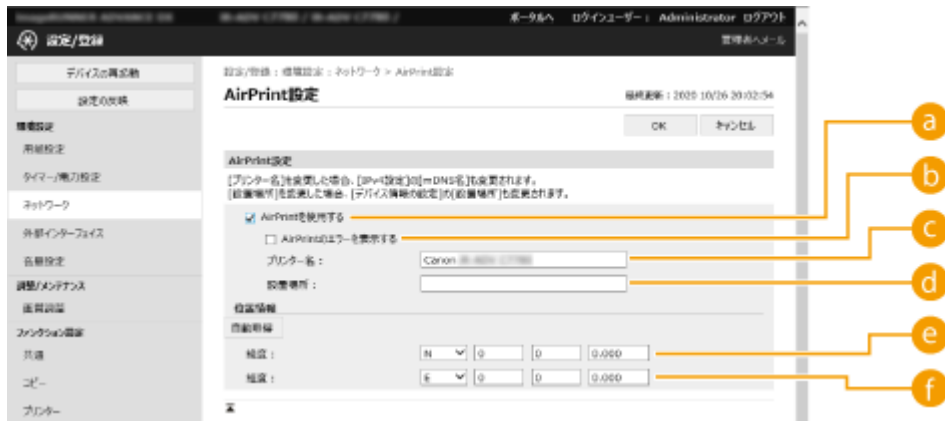 ポータルへ ログインユーザー： Administrator ログアウト
設定/登録
管理者へメール
デバイスの再起動
設定の反映
環境設定
用紙設定
タイマー/電力設定
ネットワーク
外部インターフェイス
音量設定
調整/メンテナンス
画質調整
ファンクション設定
共通
コピー
プリンター
設定/登録 : 環境設定 : ネットワーク > AirPrint設定
AirPrint設定
最終更新 : 2020 10/26 20:02:54
OK
キャンセル
AirPrint設定
[プリンター名]を変更した場合、[IPv4設定]の[mDNS名]も変更されます。
[設置場所]を変更した場合、[デバイス情報の設定]の[設置場所]も変更されます。
AirPrintを使用する
AirPrintのエラーを表示する
プリンター名 :
Canon
設置場所 :
位置情報
自動取得
緯度 :
N 0 0 0.000
経度 :
E 0 0 0.000
a
b
c
d
e
f